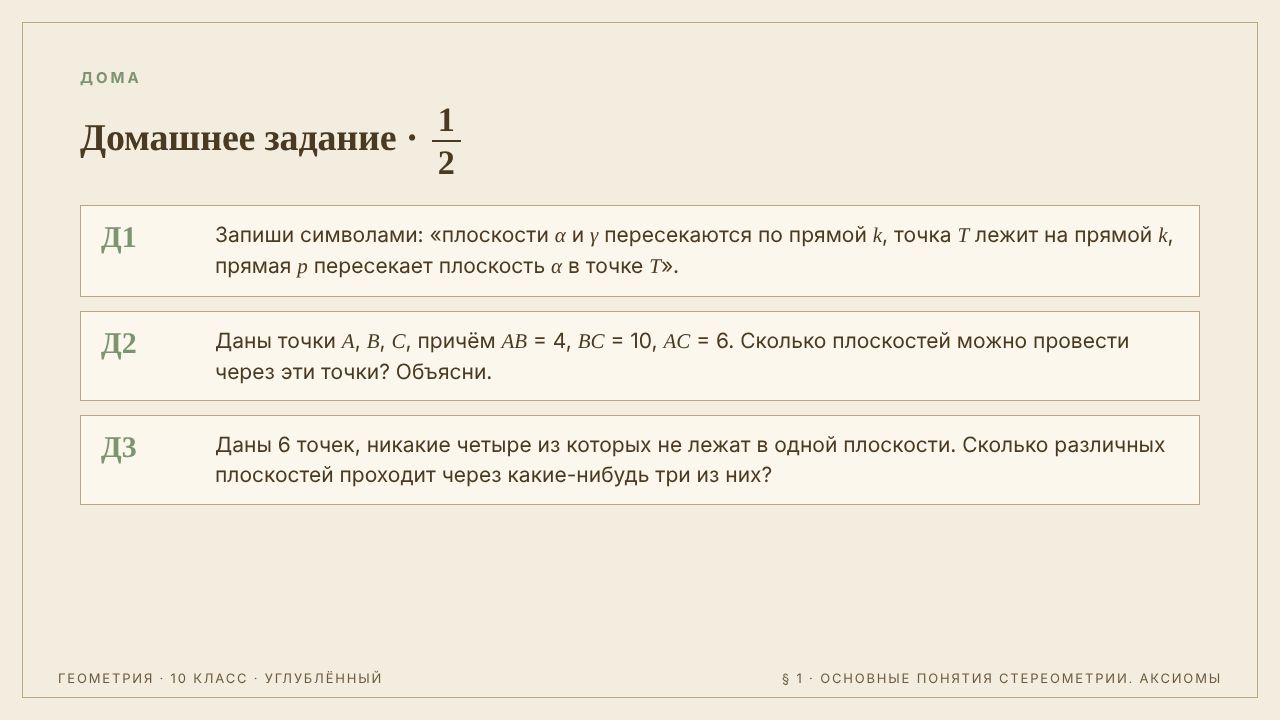 ДОМА
Домашнее задание · 1/2
Д1
Запиши символами: «плоскости α и γ пересекаются по прямой k, точка T лежит на прямой k,
прямая p пересекает плоскость α в точке T».
Д2
Даны точки A, B, C, причём AB = 4, BC = 10, AC = 6. Сколько плоскостей можно провести
через эти точки? Объясни.
Д3
Даны 6 точек, никакие четыре из которых не лежат в одной плоскости. Сколько различных
плоскостей проходит через какие-нибудь три из них?
ГЕОМЕТРИЯ · 10 КЛАСС · УГЛУБЛЁННЫЙ
§ 1 · ОСНОВНЫЕ ПОНЯТИЯ СТЕРЕОМЕТРИИ. АКСИОМЫ